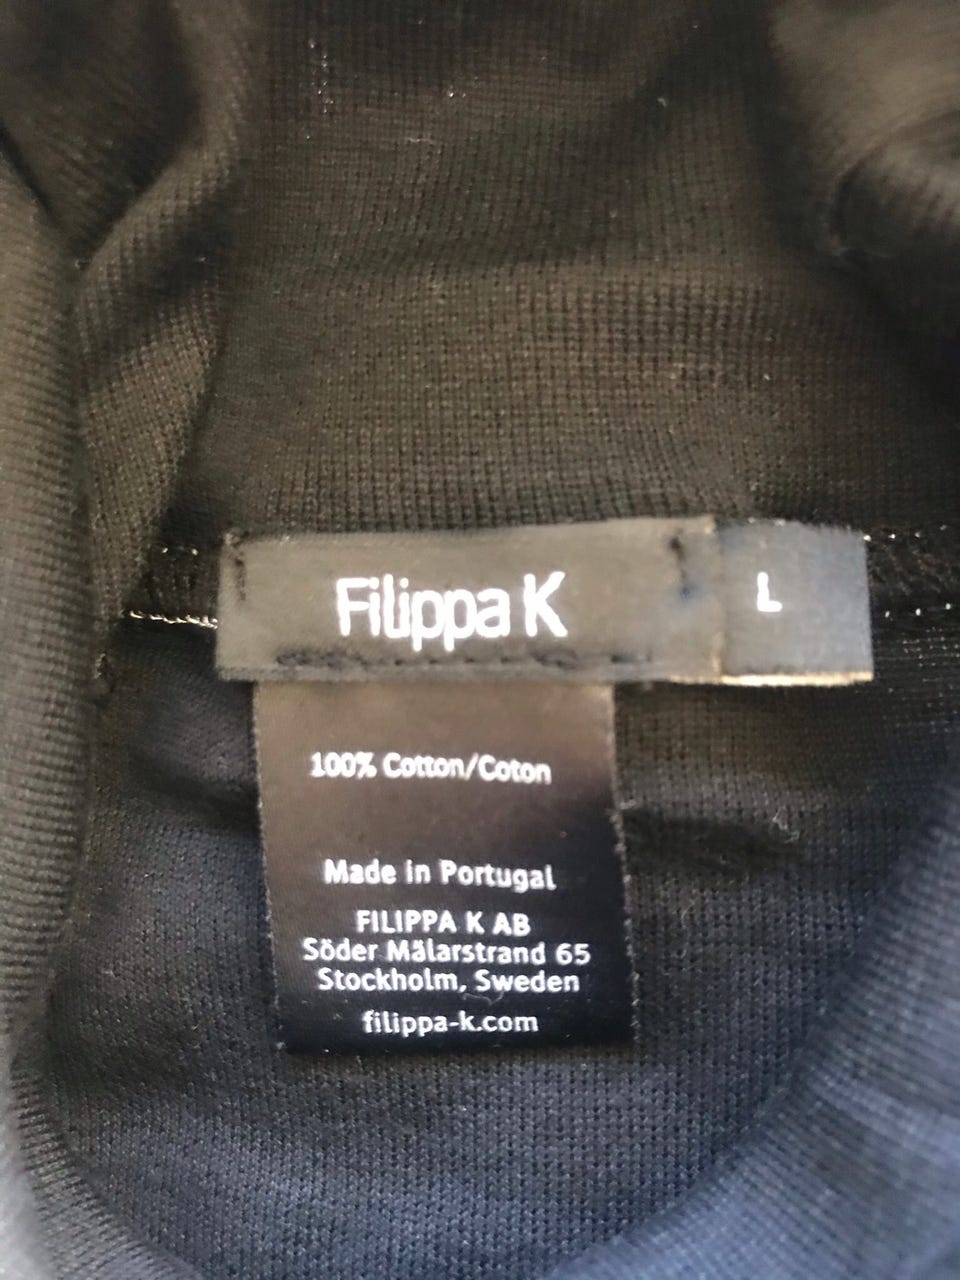 Filippa K
L
100% Cotton/Coton
Made in Portugal
FILIPPA K AB
Söder Mälarstrand 65
Stockholm, Sweden
filippa-k.com